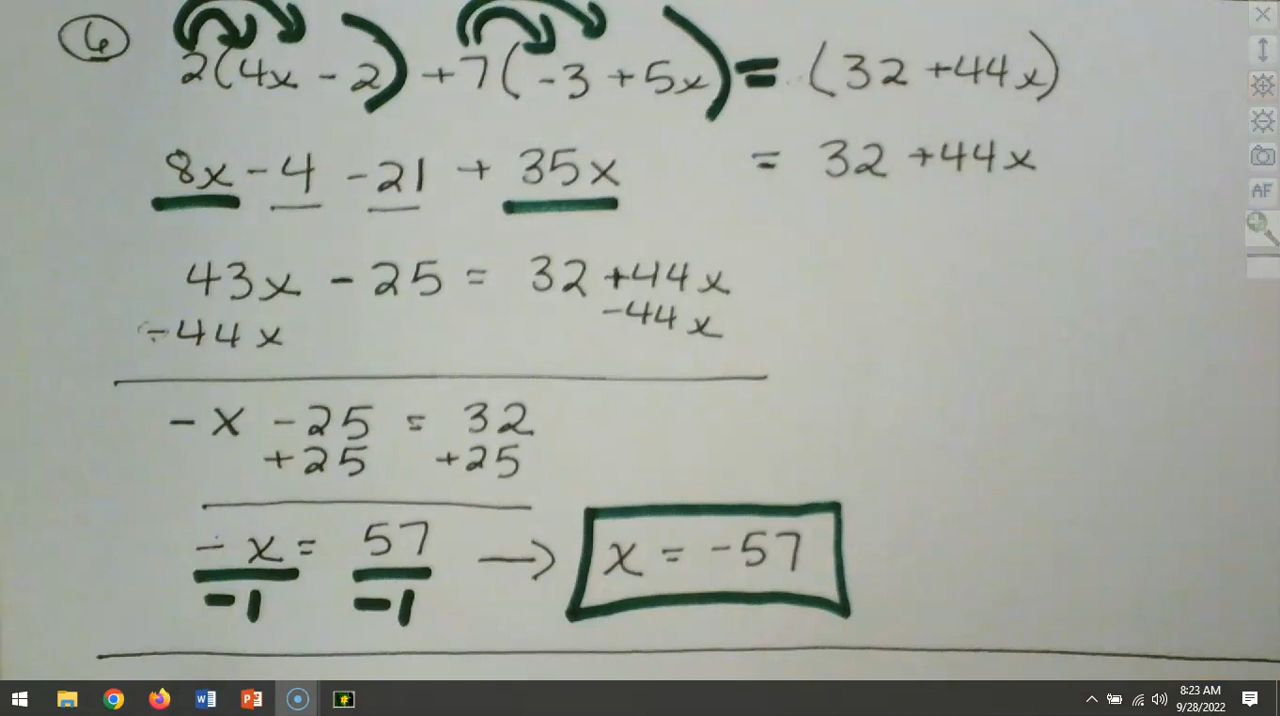 6 2(4x - 2) + 7(-3 + 5x) = (32 + 44x)
8x - 4 - 21 + 35x = 32 + 44x
43x - 25 = 32 + 44x
- 44x - 44x
- x - 25 = 32
+ 25 + 25
- x = 57 → x = -57
-1 -1
AF
8:23 AM
9/28/2022